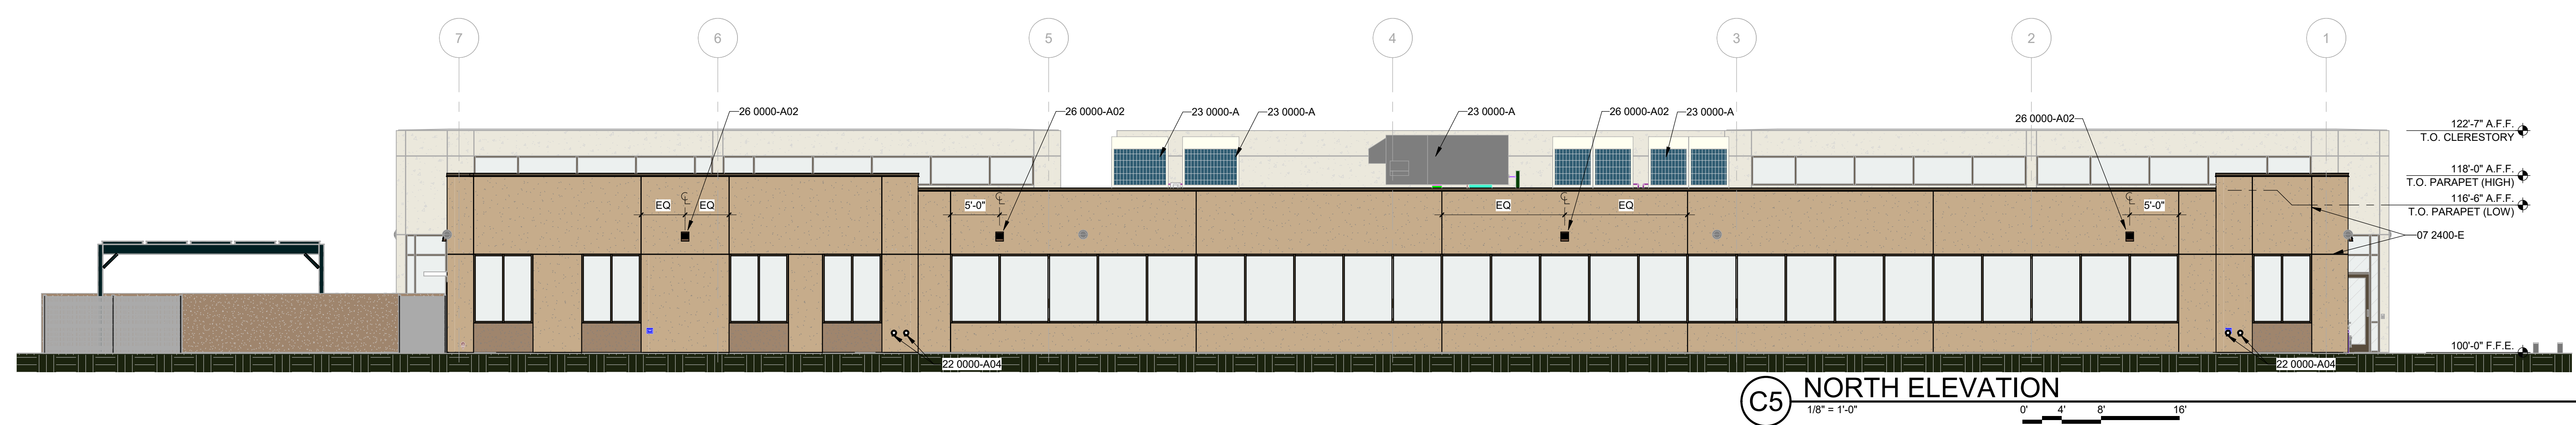 7 6 5 4 3 2 1
26 0000-A02
26 0000-A02
23 0000-A
23 0000-A
23 0000-A
26 0000-A02
23 0000-A
26 0000-A02
122'-7" A.F.F.
T.O. CLERESTORY
118'-0" A.F.F.
T.O. PARAPET (HIGH)
116'-6" A.F.F.
T.O. PARAPET (LOW)
EQ EQ
5'-0"
EQ EQ
5'-0"
07 2400-E
100'-0" F.F.E.
22 0000-A04
22 0000-A04
C5 NORTH ELEVATION
1/8" = 1'-0"
0' 4' 8' 16'